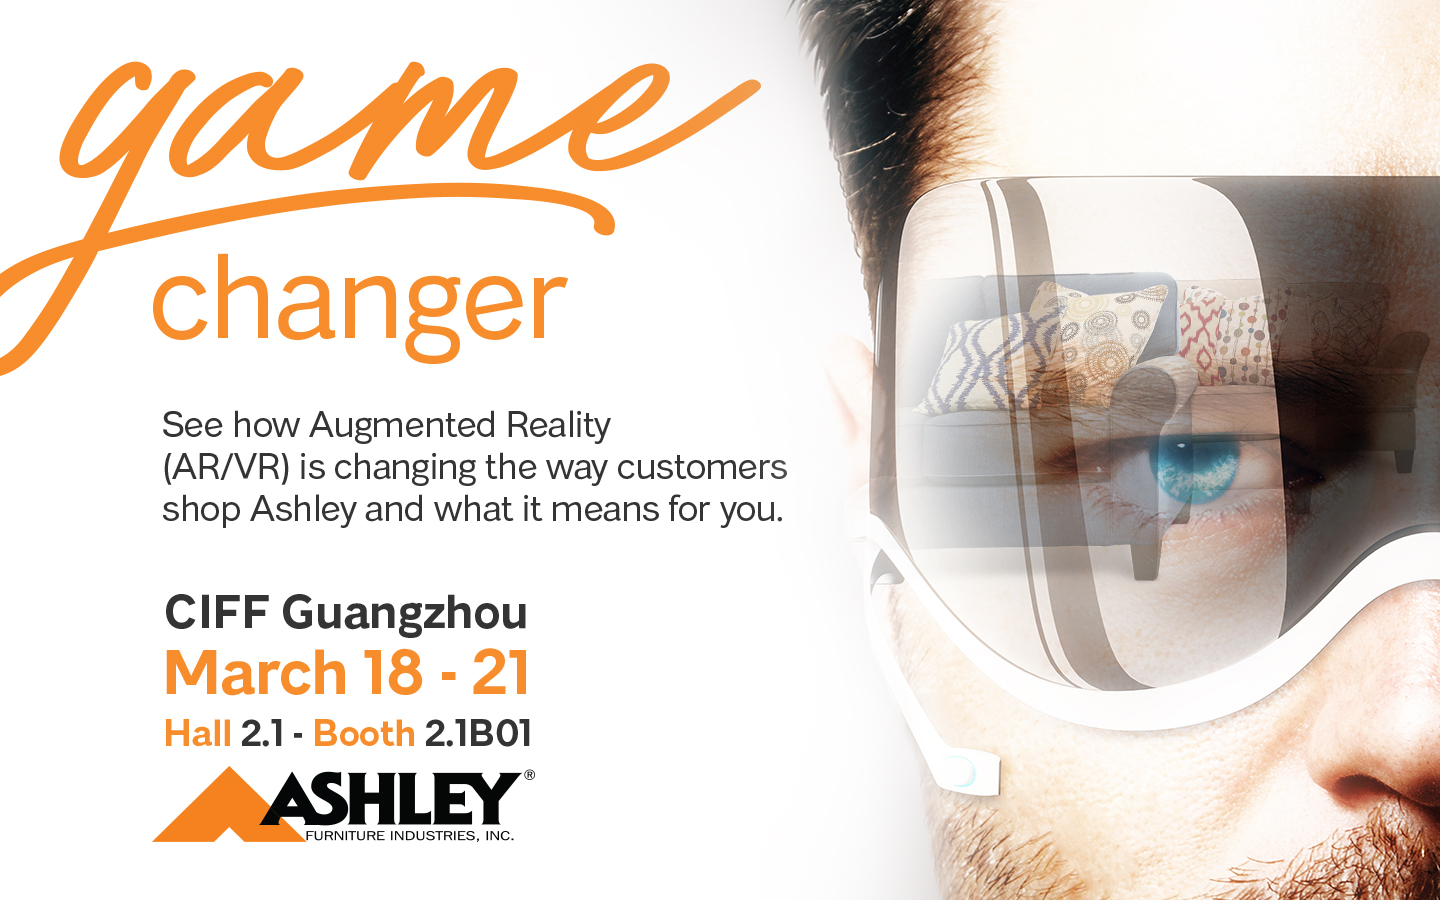 game
changer
See how Augmented Reality
(AR/VR) is changing the way customers
shop Ashley and what it means for you.
CIFF Guangzhou
March 18 - 21
Hall 2.1 - Booth 2.1B01
ASHLEY®
FURNITURE INDUSTRIES, INC.